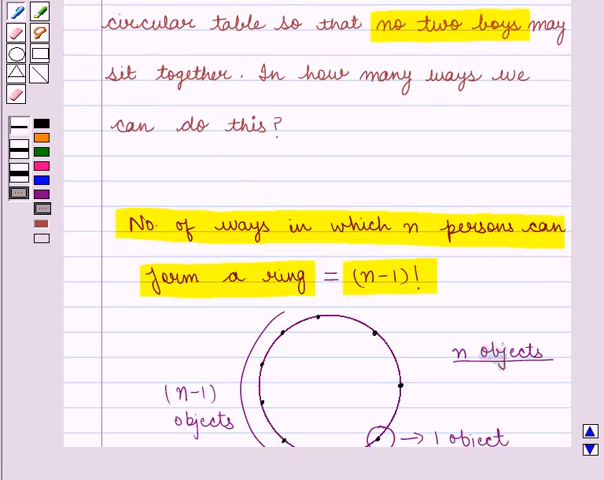 circular table so that no two boys may
sit together. In how many ways we
can do this?
No. of ways in which n persons can
form a ring = (n-1)!
n objects
(n-1)
objects
→ 1 object